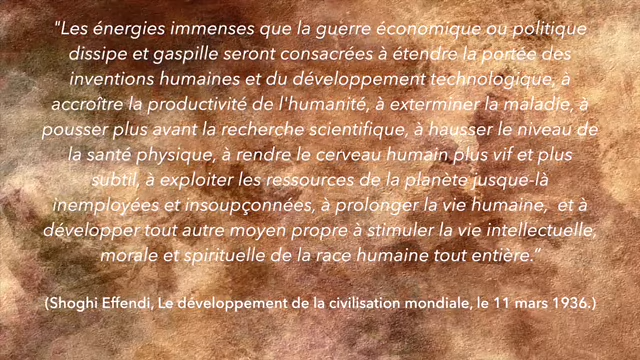 "Les énergies immenses que la guerre économique ou politique
dissipe et gaspille seront consacrées à étendre la portée des
inventions humaines et du développement technologique, à
accroître la productivité de l'humanité, à exterminer la maladie, à
pousser plus avant la recherche scientifique, à hausser le niveau de
la santé physique, à rendre le cerveau humain plus vif et plus
subtil, à exploiter les ressources de la planète jusque-là
inemployées et insoupçonnées, à prolonger la vie humaine, et à
développer tout autre moyen propre à stimuler la vie intellectuelle,
morale et spirituelle de la race humaine tout entière.”
(Shoghi Effendi, Le développement de la civilisation mondiale, le 11 mars 1936.)